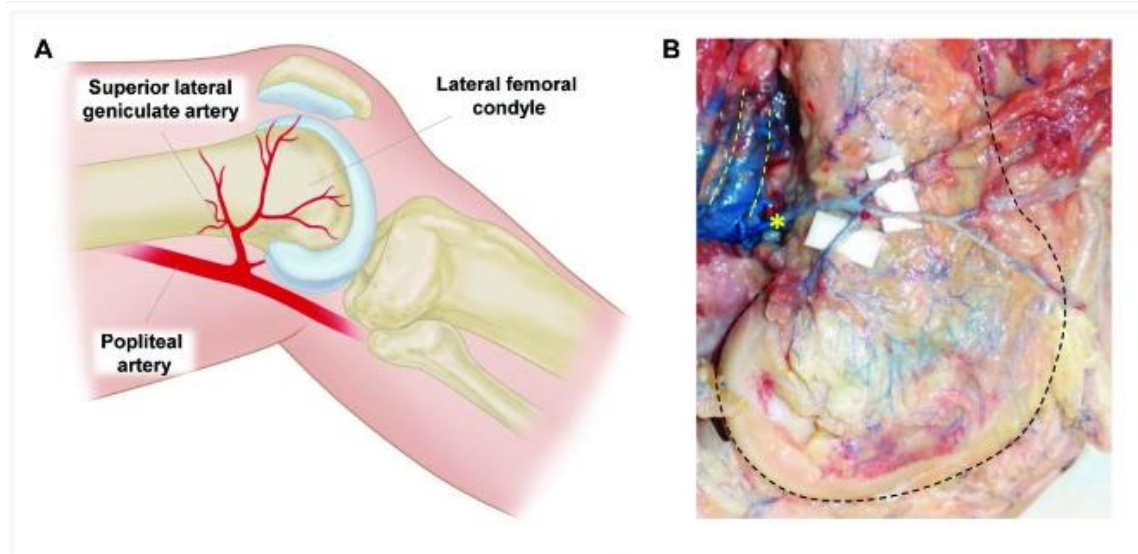 A
B
Superior lateral
geniculate artery
Lateral femoral
condyle
Popliteal
artery
*